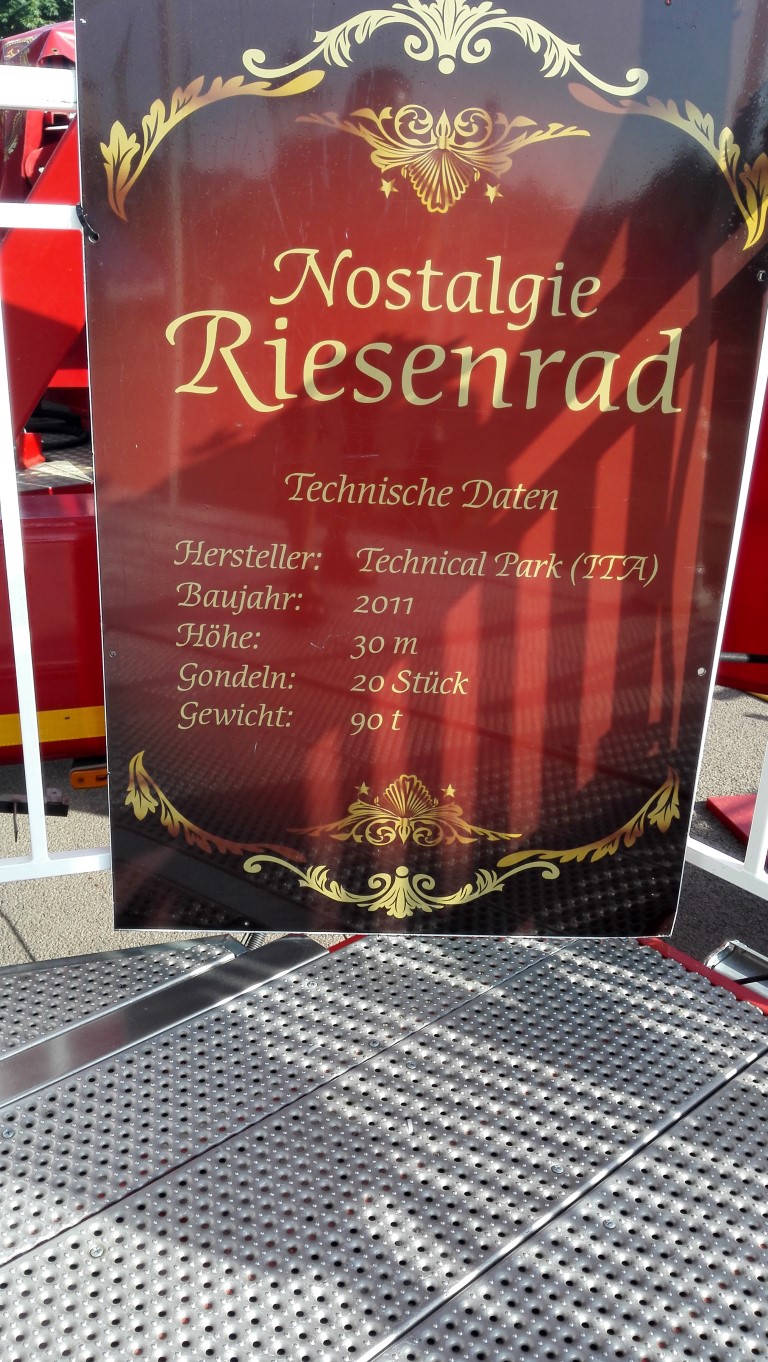 Nostalgie
Riesenrad
Technische Daten
Hersteller: Technical Park (ITA)
Baujahr: 2011
Höhe: 30 m
Gondeln: 20 Stück
Gewicht: 90 t